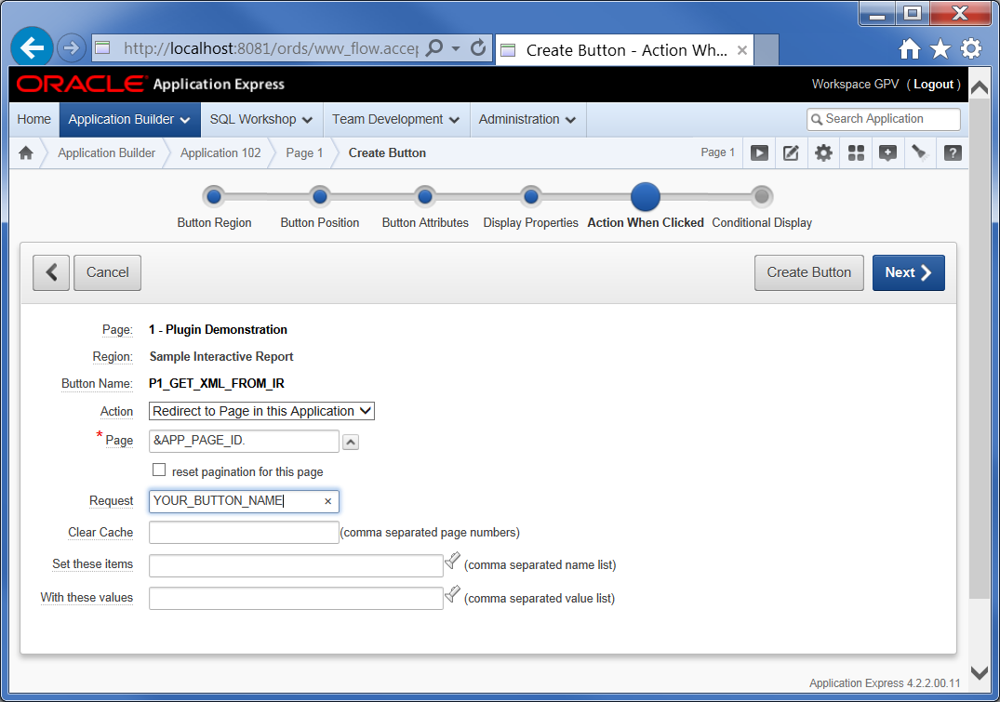 http://localhost:8081/ords/wwv_flow.accep
Create Button - Action Wh...
ORACLE Application Express
Workspace GPV ( Logout )
Home Application Builder SQL Workshop Team Development Administration Search Application
Application Builder Application 102 Page 1 Create Button Page 1
Button Region Button Position Button Attributes Display Properties Action When Clicked Conditional Display
Cancel Create Button Next
Page: 1 - Plugin Demonstration
Region: Sample Interactive Report
Button Name: P1_GET_XML_FROM_IR
Action Redirect to Page in this Application
* Page &APP_PAGE_ID.
reset pagination for this page
Request YOUR_BUTTON_NAME ×
Clear Cache (comma separated page numbers)
Set these items (comma separated name list)
With these values (comma separated value list)
Application Express 4.2.2.00.11